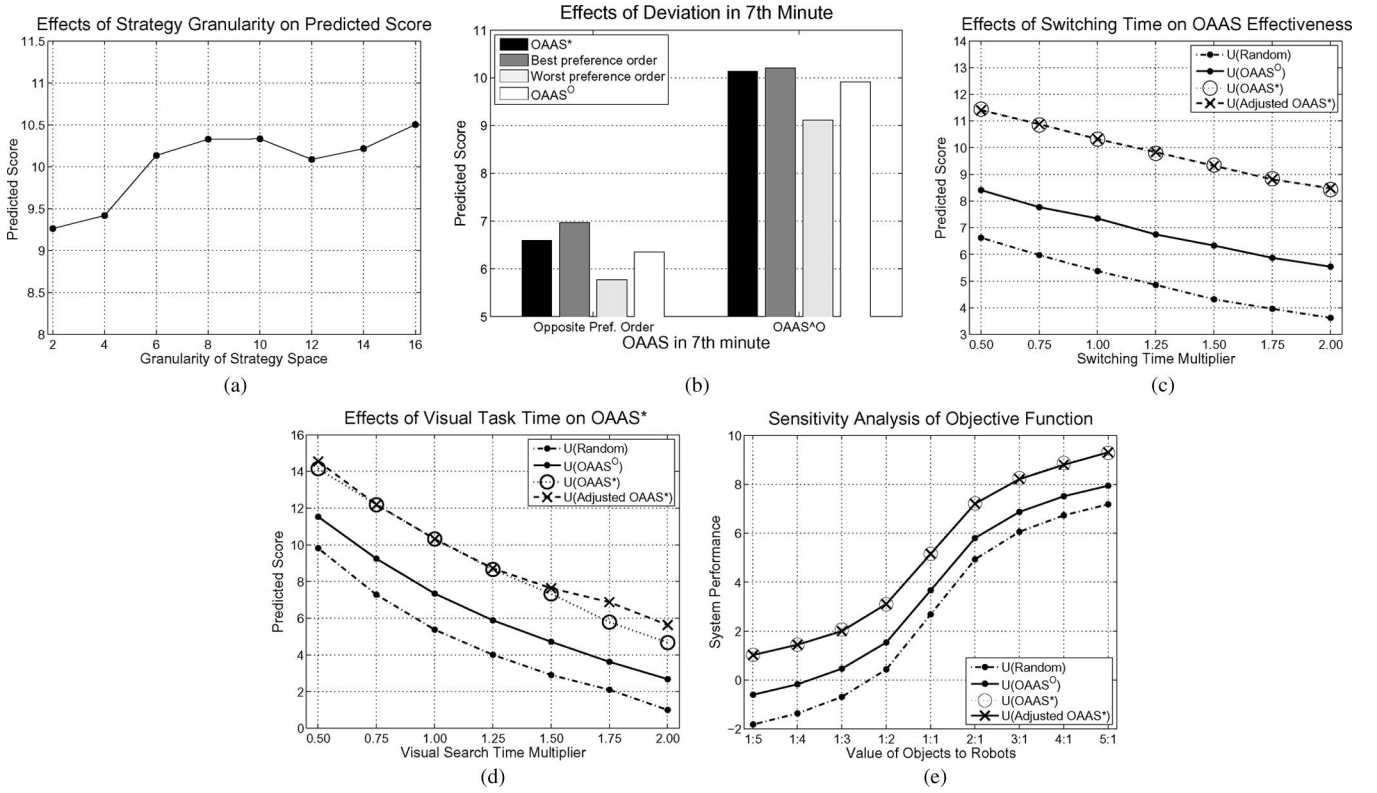 Effects of Strategy Granularity on Predicted Score
11.5
11
10.5
10
9.5
9
8.5
8
Predicted Score
2 4 6 8 10 12 14 16
Granularity of Strategy Space
(a)
Effects of Deviation in 7th Minute
OAAS*
Best preference order
Worst preference order
OAAS^O
11
10
9
8
7
6
5
Predicted Score
Opposite Pref. Order OAAS^O
OAAS in 7th minute
(b)
Effects of Switching Time on OAAS Effectiveness
U(Random)
U(OAAS^O)
U(OAAS*)
U(Adjusted OAAS*)
14
13
12
11
10
9
8
7
6
5
4
3
Predicted Score
0.50 0.75 1.00 1.25 1.50 1.75 2.00
Switching Time Multiplier
(c)
Effects of Visual Task Time on OAAS*
U(Random)
U(OAAS^O)
U(OAAS*)
U(Adjusted OAAS*)
16
14
12
10
8
6
4
2
0
Predicted Score
0.50 0.75 1.00 1.25 1.50 1.75 2.00
Visual Search Time Multiplier
(d)
Sensitivity Analysis of Objective Function
10
8
6
4
2
0
−2
System Performance
U(Random)
U(OAAS^O)
U(OAAS*)
U(Adjusted OAAS*)
1:5 1:4 1:3 1:2 1:1 2:1 3:1 4:1 5:1
Value of Objects to Robots
(e)